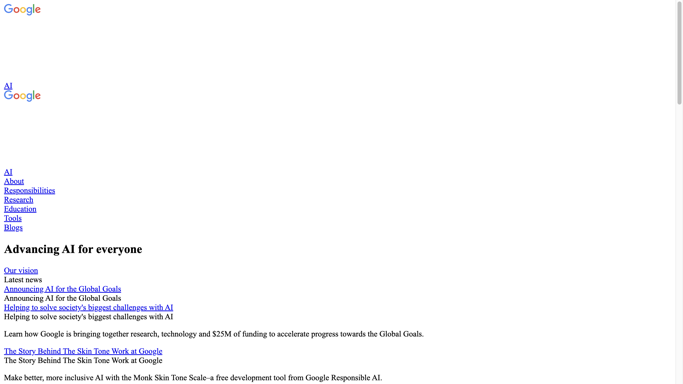 Google
AI
Google
AI
About
Responsibilities
Research
Education
Tools
Blogs
Advancing AI for everyone
Our vision
Latest news
Announcing AI for the Global Goals
Announcing AI for the Global Goals
Helping to solve society's biggest challenges with AI
Helping to solve society's biggest challenges with AI
Learn how Google is bringing together research, technology and $25M of funding to accelerate progress towards the Global Goals.
The Story Behind The Skin Tone Work at Google
The Story Behind The Skin Tone Work at Google
Make better, more inclusive AI with the Monk Skin Tone Scale–a free development tool from Google Responsible AI.